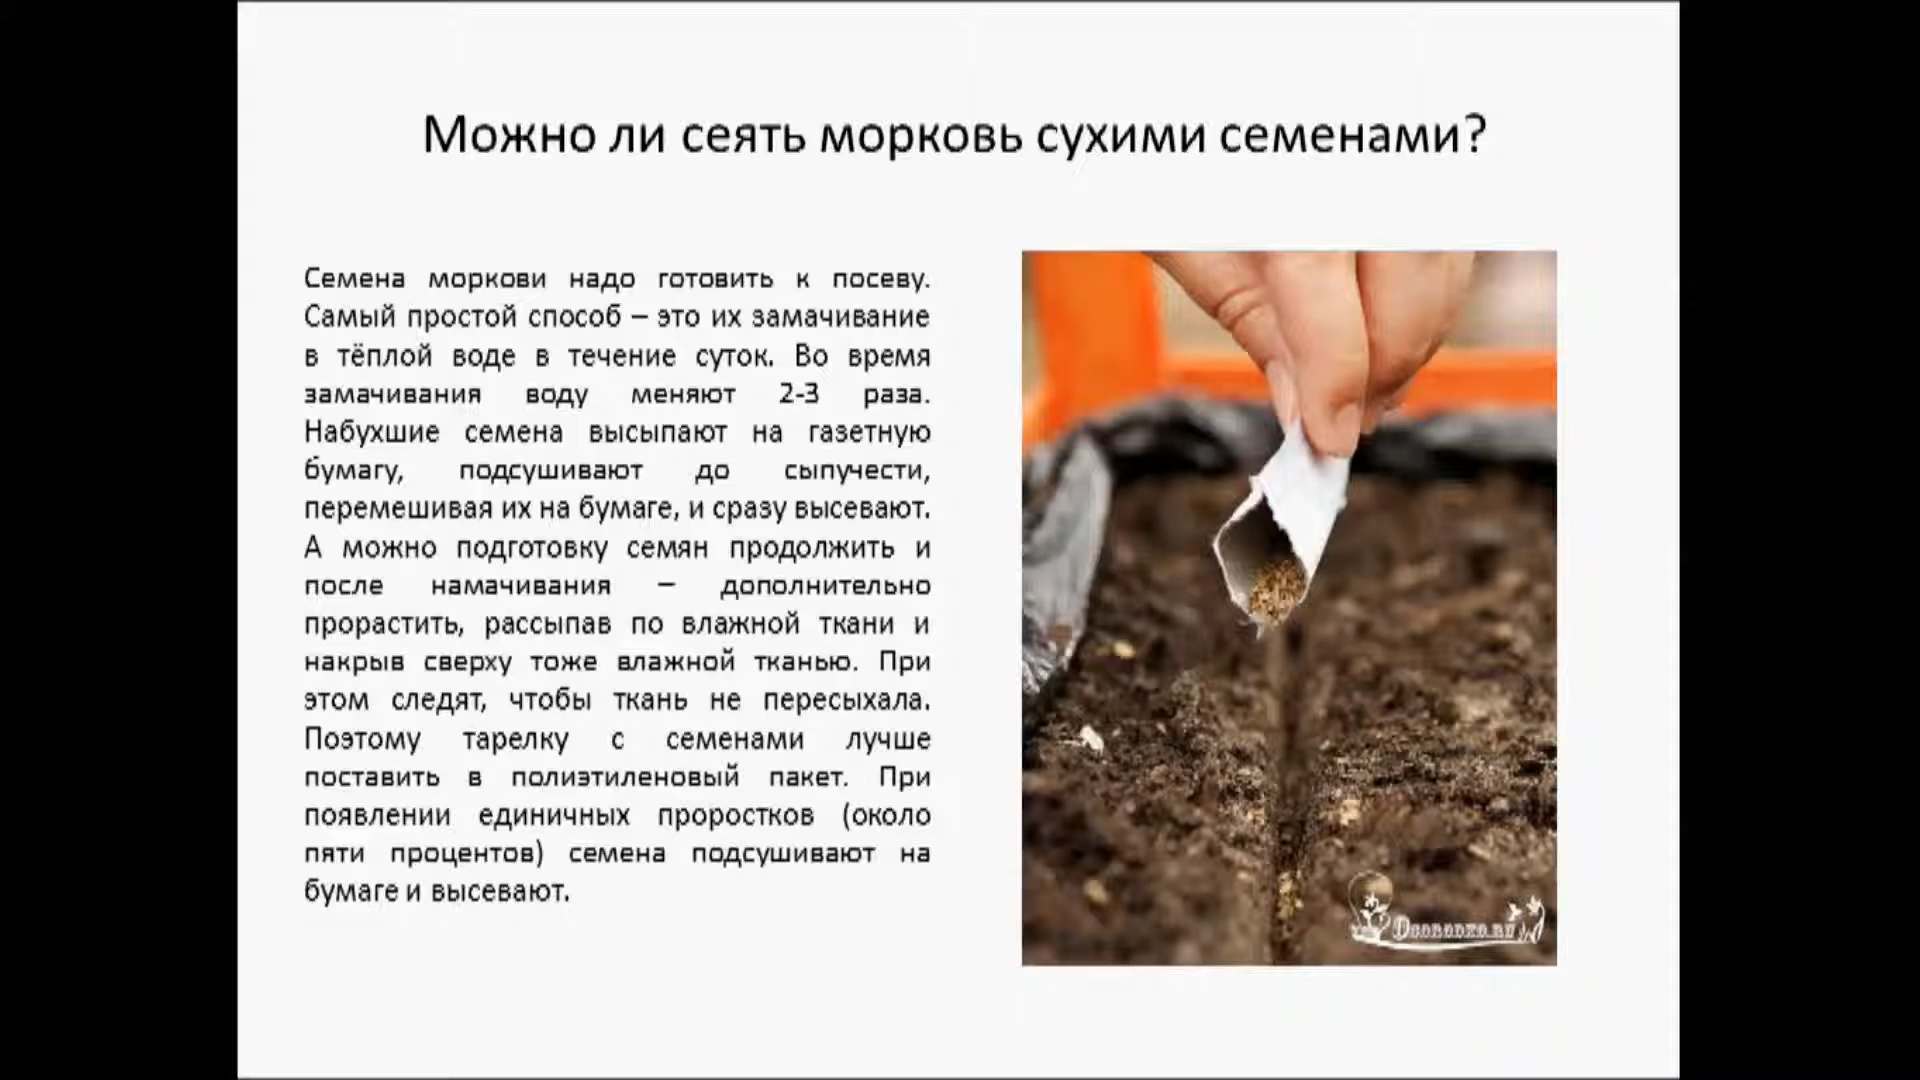 Можно ли сеять морковь сухими семенами?
Семена моркови надо готовить к посеву.
Самый простой способ – это их замачивание
в тёплой воде в течение суток. Во время
замачивания воду меняют 2-3 раза.
Набухшие семена высыпают на газетную
бумагу, подсушивают до сыпучести,
перемешивая их на бумаге, и сразу высевают.
А можно подготовку семян продолжить и
после намачивания – дополнительно
прорастить, рассыпав по влажной ткани и
накрыв сверху тоже влажной тканью. При
этом следят, чтобы ткань не пересыхала.
Поэтому тарелку с семенами лучше
поставить в полиэтиленовый пакет. При
появлении единичных проростков (около
пяти процентов) семена подсушивают на
бумаге и высевают.